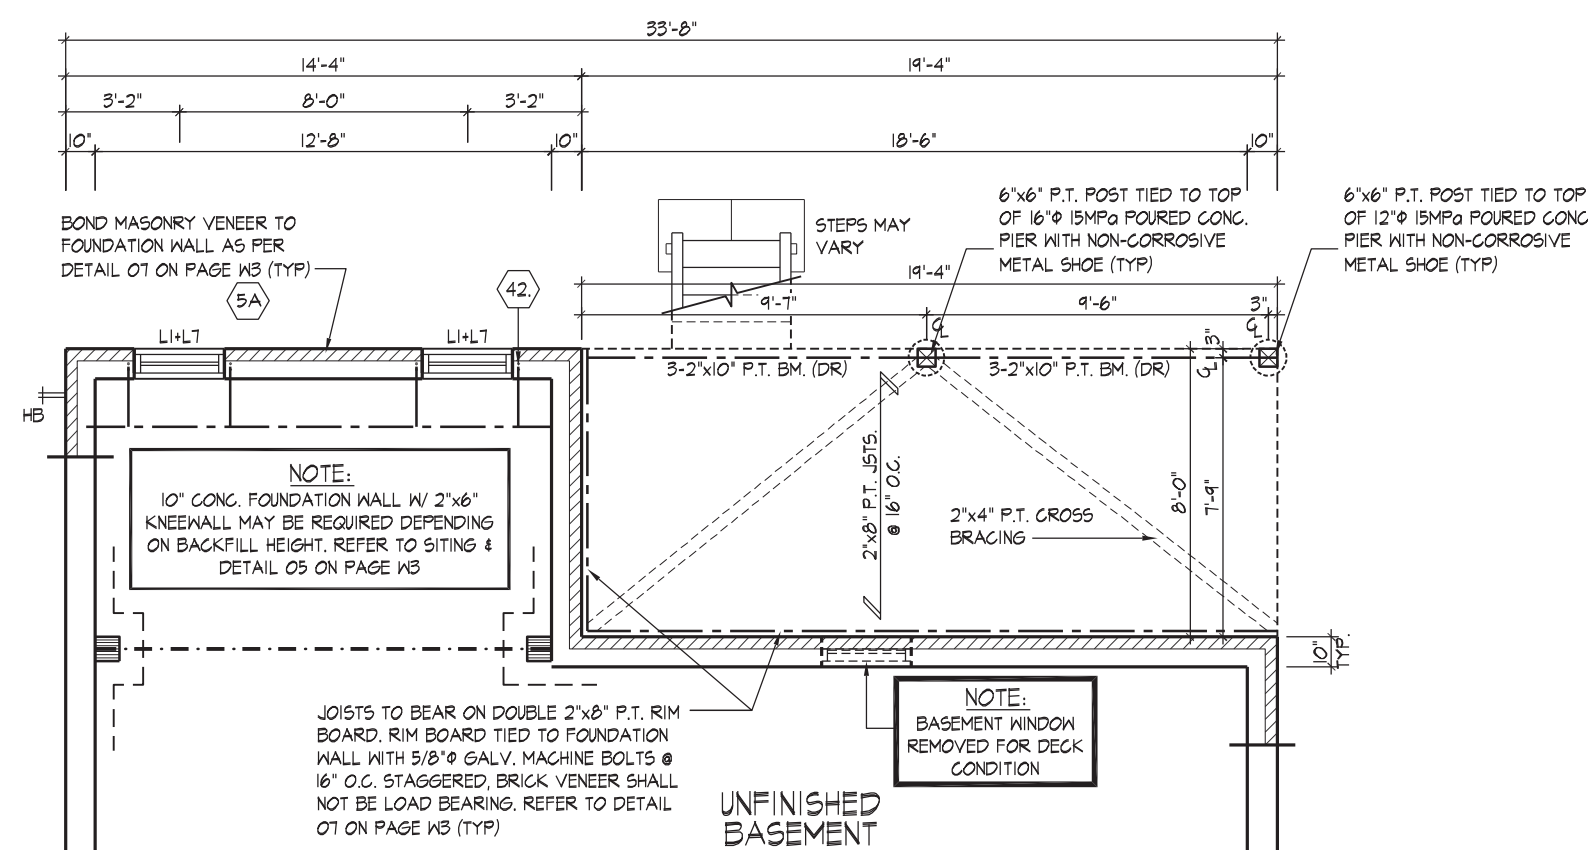 33'-8"
14'-4"
19'-4"
3'-2"
8'-0"
3'-2"
10"
12'-8"
10"
18'-6"
10"
BOND MASONRY VENEER TO
FOUNDATION WALL AS PER
DETAIL 07 ON PAGE W3 (TYP)
5A
42.
STEPS MAY
VARY
6"x6" P.T. POST TIED TO TOP
OF 16"Φ 15MPa POURED CONC.
PIER WITH NON-CORROSIVE
METAL SHOE (TYP)
6"x6" P.T. POST TIED TO TOP
OF 12"Φ 15MPa POURED CONC
PIER WITH NON-CORROSIVE
METAL SHOE (TYP)
19'-4"
9'-7"
9'-6"
3"
CL
CL
3"
CL
L1+L7
L1+L7
3-2"x10" P.T. BM. (DR)
3-2"x10" P.T. BM. (DR)
HB
NOTE:
10" CONC. FOUNDATION WALL W/ 2"x6"
KNEEWALL MAY BE REQUIRED DEPENDING
ON BACKFILL HEIGHT. REFER TO SITING &
DETAIL 05 ON PAGE W3
2"x8" P.T. JSTS.
@ 16" O.C.
2"x4" P.T. CROSS
BRACING
8'-0"
7'-9"
10"
TYP.
JOISTS TO BEAR ON DOUBLE 2"x8" P.T. RIM
BOARD. RIM BOARD TIED TO FOUNDATION
WALL WITH 5/8"Φ GALV. MACHINE BOLTS @
16" O.C. STAGGERED, BRICK VENEER SHALL
NOT BE LOAD BEARING. REFER TO DETAIL
07 ON PAGE W3 (TYP)
NOTE:
BASEMENT WINDOW
REMOVED FOR DECK
CONDITION
UNFINISHED
BASEMENT